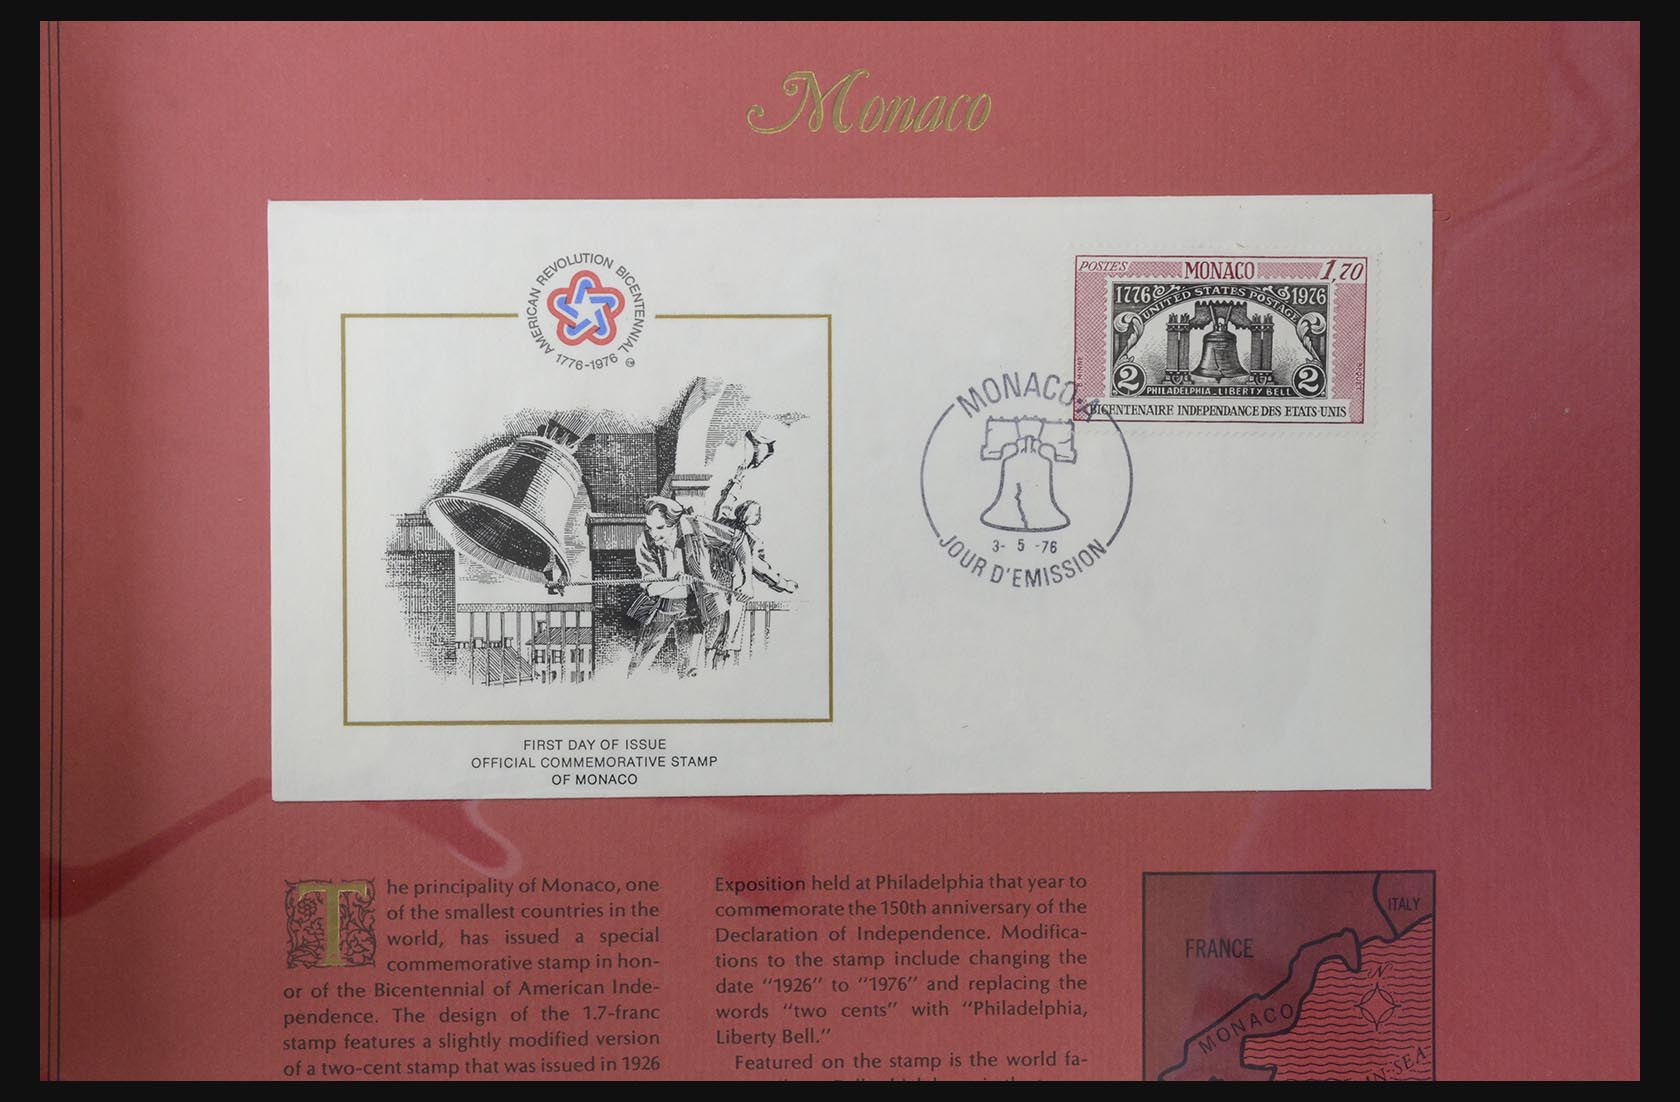 Monaco
AMERICAN REVOLUTION BICENTENNIAL
1776-1976
POSTES MONACO 1,70
1776 UNITED STATES POSTAGE 1976
2 2
PHILADELPHIA_LIBERTY BELL
BICENTENAIRE INDEPENDANCE DES ETATS-UNIS
MONACO-A
3- 5 -76
JOUR D'EMISSION
FIRST DAY OF ISSUE
OFFICIAL COMMEMORATIVE STAMP
OF MONACO
The principality of Monaco, one
of the smallest countries in the
world, has issued a special
commemorative stamp in hon-
or of the Bicentennial of American Inde-
pendence. The design of the 1.7-franc
stamp features a slightly modified version
of a two-cent stamp that was issued in 1926
Exposition held at Philadelphia that year to
commemorate the 150th anniversary of the
Declaration of Independence. Modifica-
tions to the stamp include changing the
date "1926" to "1976" and replacing the
words "two cents" with "Philadelphia,
Liberty Bell."
Featured on the stamp is the world fa-
ITALY
FRANCE
N
MONACO